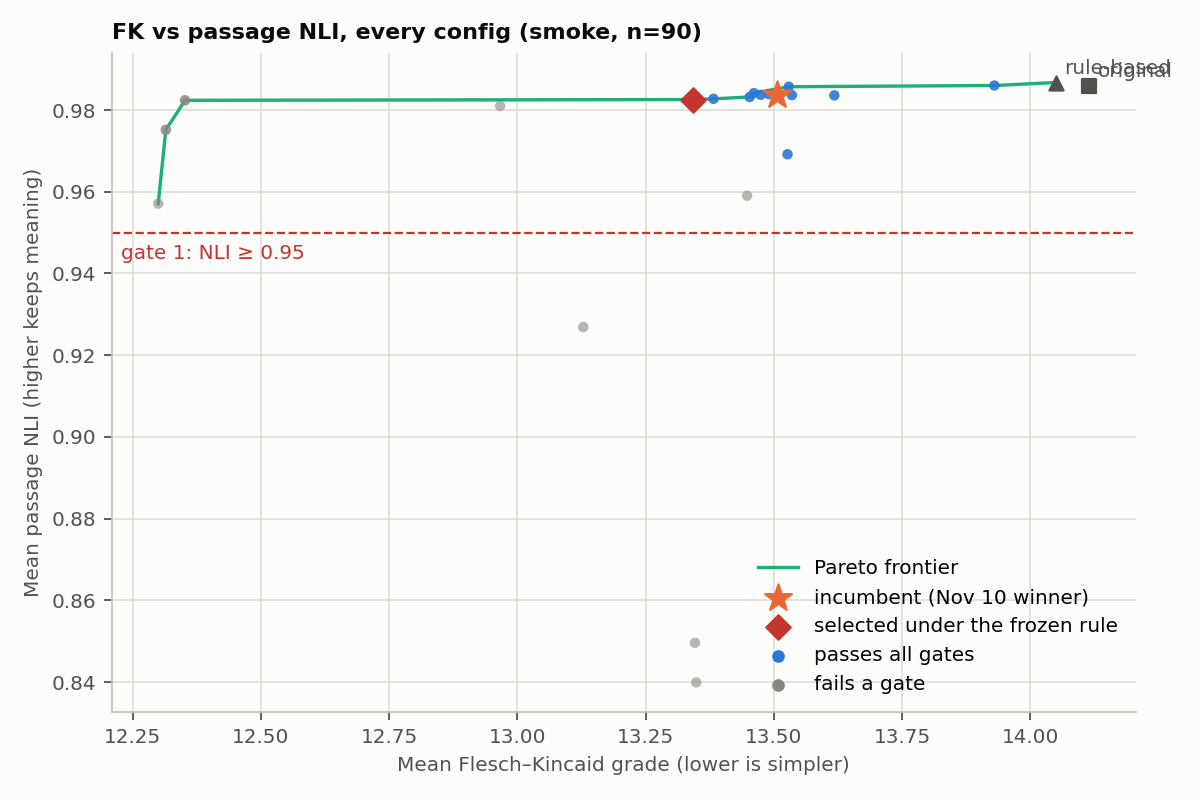 FK vs passage NLI, every config (smoke, n=90)
rule-based
original
0.98
0.96
gate 1: NLI ≥ 0.95
0.94
0.92
0.90
0.88
0.86
0.84
Mean passage NLI (higher keeps meaning)
Pareto frontier
incumbent (Nov 10 winner)
selected under the frozen rule
passes all gates
fails a gate
12.25 12.50 12.75 13.00 13.25 13.50 13.75 14.00
Mean Flesch–Kincaid grade (lower is simpler)